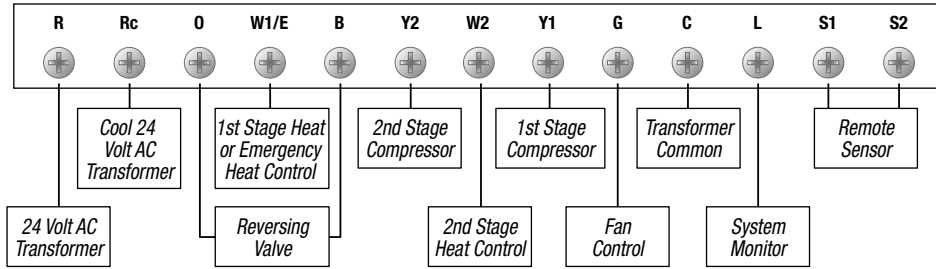 R Rc O W1/E B Y2 W2 Y1 G C L S1 S2
Cool 24
Volt AC
Transformer
1st Stage Heat
or Emergency
Heat Control
2nd Stage
Compressor
1st Stage
Compressor
Transformer
Common
Remote
Sensor
24 Volt AC
Transformer
Reversing
Valve
2nd Stage
Heat Control
Fan
Control
System
Monitor